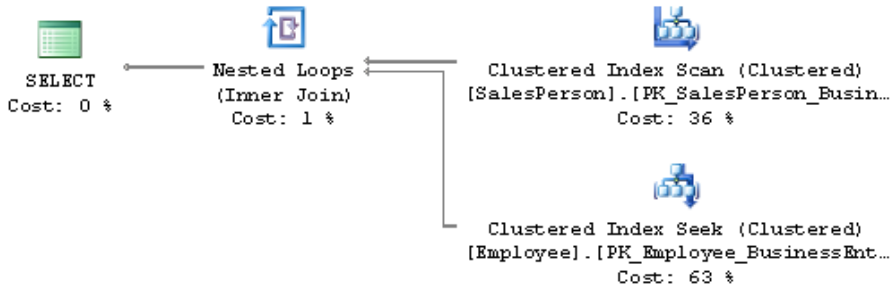 SELECT
Cost: 0 %
Nested Loops
(Inner Join)
Cost: 1 %
Clustered Index Scan (Clustered)
[SalesPerson].[PK_SalesPerson_Busin…
Cost: 36 %
Clustered Index Seek (Clustered)
[Employee].[PK_Employee_BusinessEnt…
Cost: 63 %